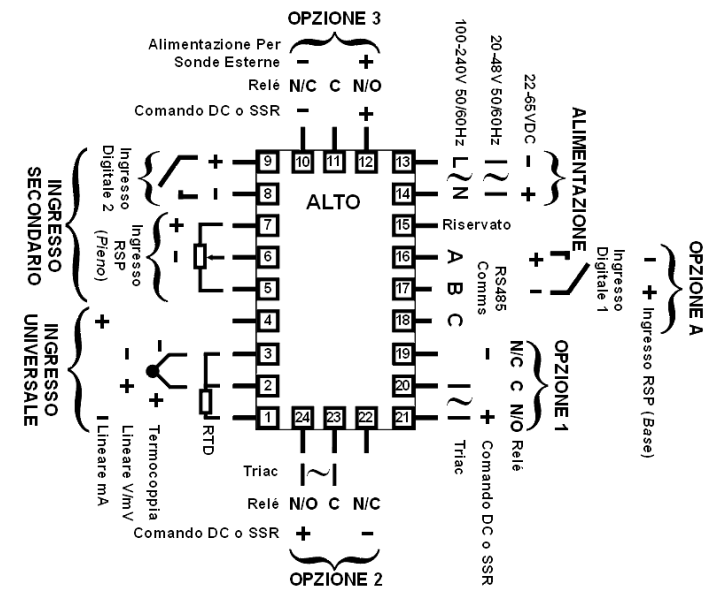 OPZIONE 3
Alimentazione Per
Sonde Esterne
− +
Relé N/C C N/O
Comando DC o SSR
− +
100-240V 50/60Hz
L ~ N
20-48V 50/60Hz
~
22-65VDC
− +
ALIMENTAZIONE
9 10 11 12 13
8 14
7 15
6 16
5 17
4 18
3 19
2 20
1 24 23 22 21
ALTO
Ingresso
Digitale 2
+
−
Ingresso
RSP
(Pieno)
+
−
INGRESSO
SECONDARIO
INGRESSO
UNIVERSALE
+
− Lineare mA
−
+
Lineare V/mV
−
+
Termocoppia
RTD
Riservato
A
B
C
RS485
Comms
+
−
Ingresso
Digitale 1
− + Ingresso RSP (Base)
OPZIONE A
OPZIONE 1
N/C C N/O Relé
− + Comando DC o SSR
~
Triac
Triac ~
Relé N/O C N/C
Comando DC o SSR + −
OPZIONE 2